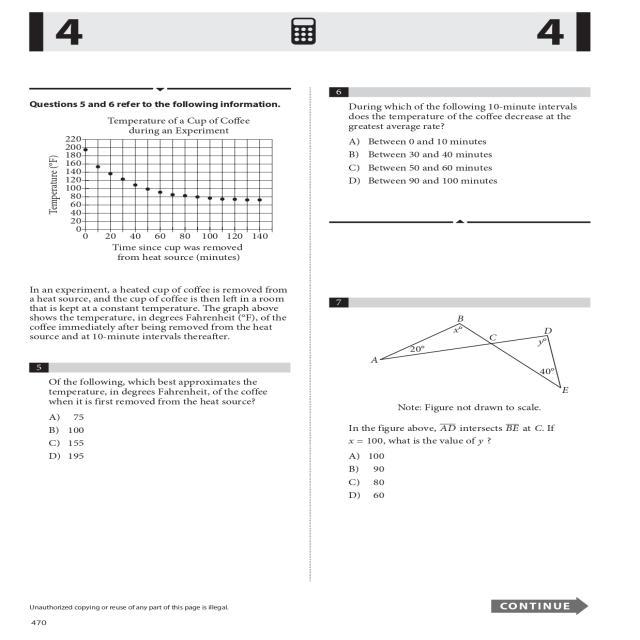 4
4
Questions 5 and 6 refer to the following information.
Temperature of a Cup of Coffee
during an Experiment
Temperature (°F)
220
200
180
160
140
120
100
80
60
40
20
0
0 20 40 60 80 100 120 140
Time since cup was removed
from heat source (minutes)
In an experiment, a heated cup of coffee is removed from
a heat source, and the cup of coffee is then left in a room
that is kept at a constant temperature. The graph above
shows the temperature, in degrees Fahrenheit (°F), of the
coffee immediately after being removed from the heat
source and at 10-minute intervals thereafter.
5
Of the following, which best approximates the
temperature, in degrees Fahrenheit, of the coffee
when it is first removed from the heat source?
A) 75
B) 100
C) 155
D) 195
6
During which of the following 10-minute intervals
does the temperature of the coffee decrease at the
greatest average rate?
A) Between 0 and 10 minutes
B) Between 30 and 40 minutes
C) Between 50 and 60 minutes
D) Between 90 and 100 minutes
7
B
x°
C
D
y°
20°
A
40°
E
Note: Figure not drawn to scale.
In the figure above, AD intersects BE at C. If
x = 100, what is the value of y ?
A) 100
B) 90
C) 80
D) 60
Unauthorized copying or reuse of any part of this page is illegal.
CONTINUE
470